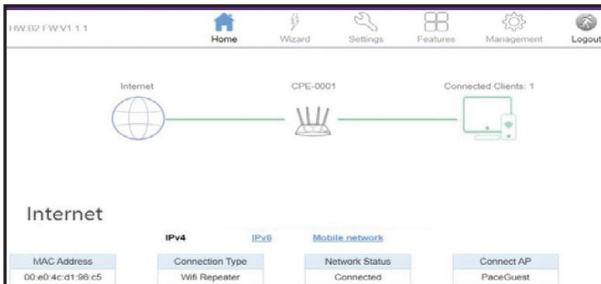 HW:B2 FW:V1.1.1
Home Wizard Settings Features Management Logout
Internet CPE-0001 Connected Clients: 1
Internet
IPv4 IPv6 Mobile network
MAC Address Connection Type Network Status Connect AP
00:e0:4c:d1:96:c5 Wifi Repeater Connected PaceGuest